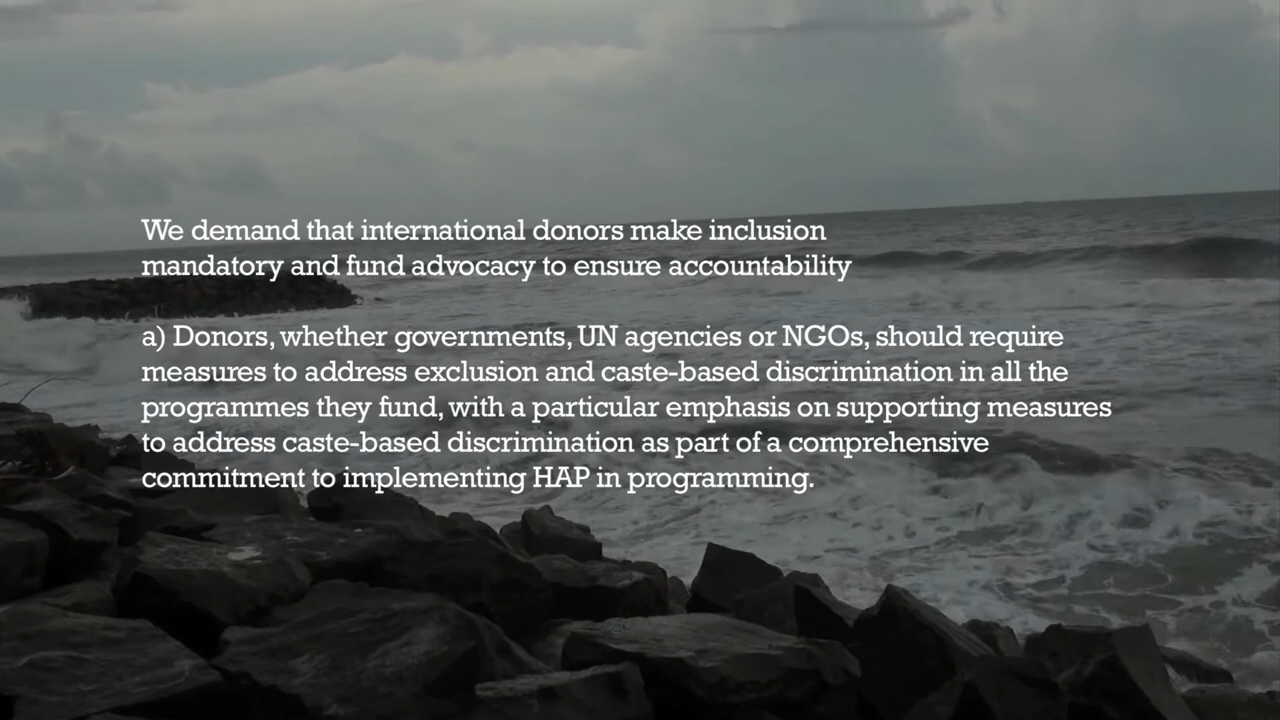 We demand that international donors make inclusion
mandatory and fund advocacy to ensure accountability
a) Donors, whether governments, UN agencies or NGOs, should require
measures to address exclusion and caste-based discrimination in all the
programmes they fund, with a particular emphasis on supporting measures
to address caste-based discrimination as part of a comprehensive
commitment to implementing HAP in programming.